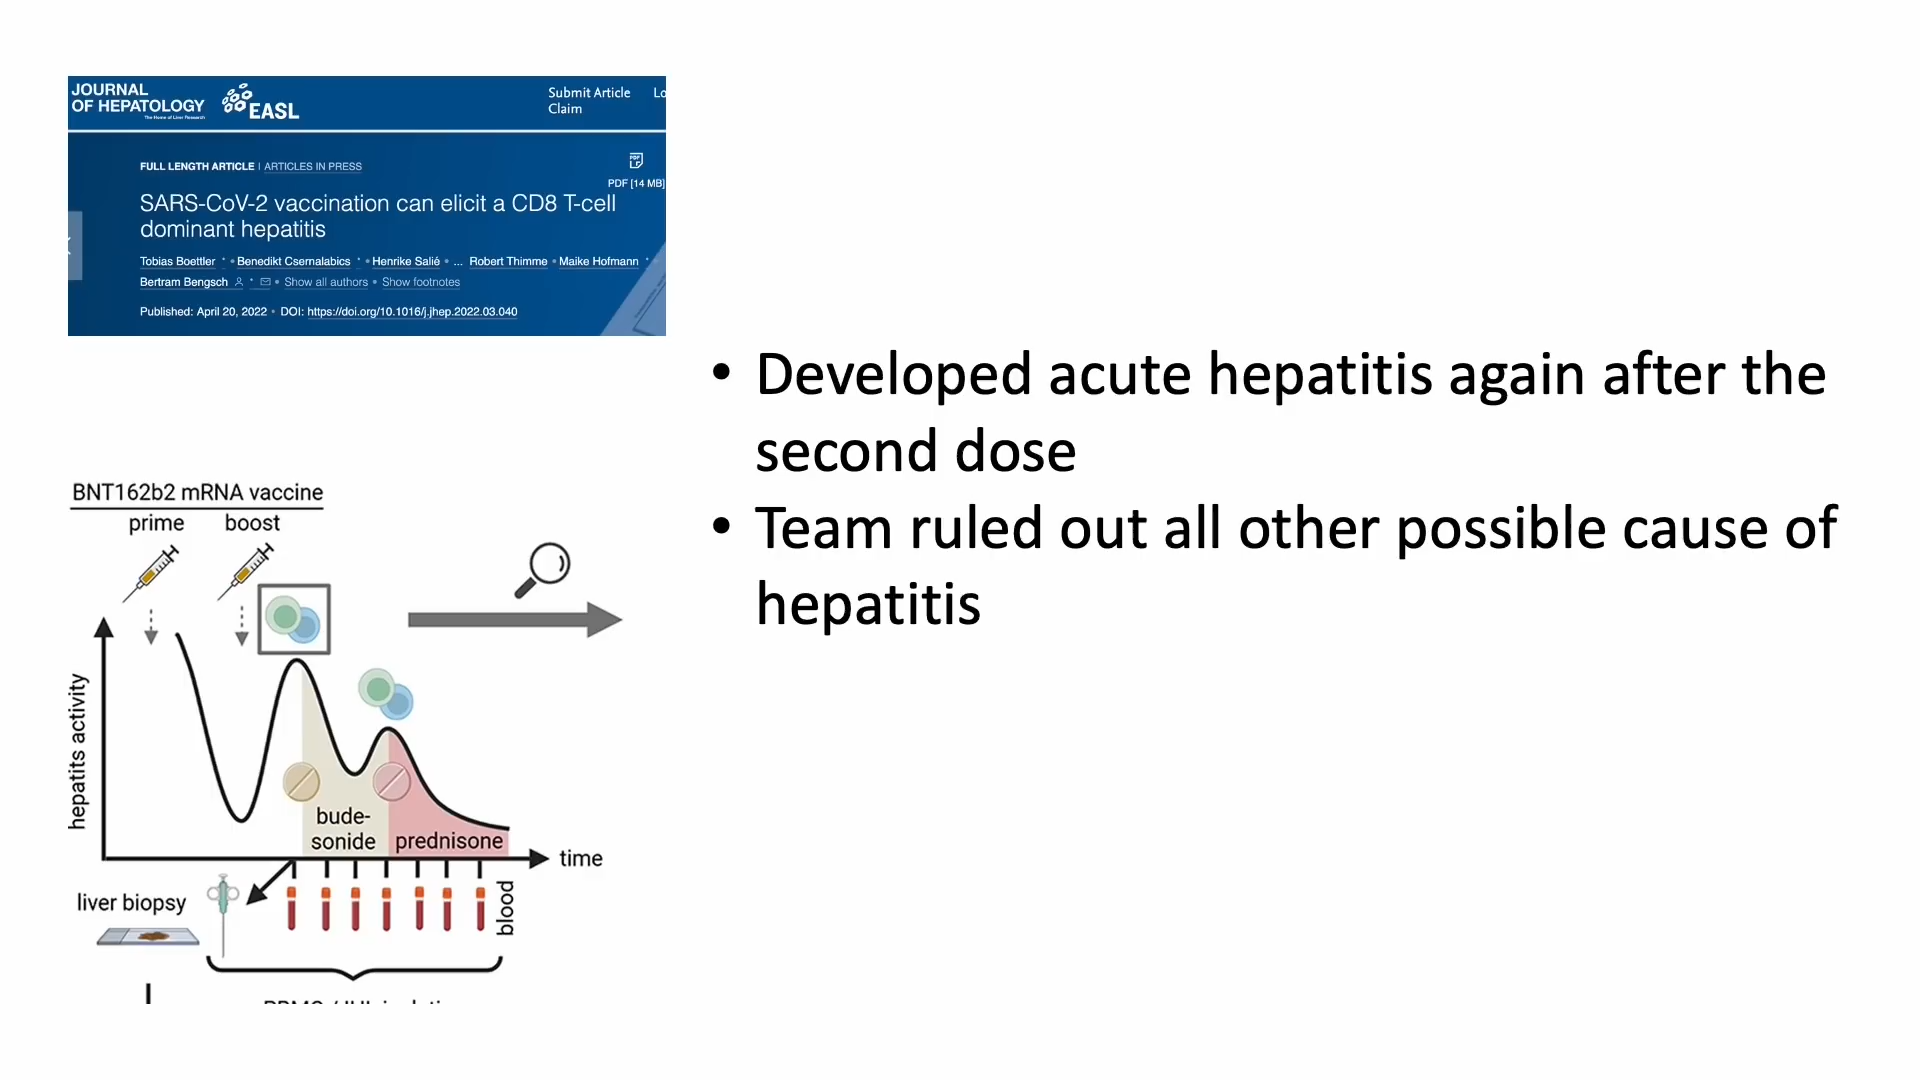 JOURNAL
OF HEPATOLOGY
The Home of Liver Research
EASL
Submit Article
Claim
FULL LENGTH ARTICLE | ARTICLES IN PRESS
PDF [14 MB]
SARS-CoV-2 vaccination can elicit a CD8 T-cell
dominant hepatitis
Tobias Boettler * • Benedikt Csernalabics * • Henrike Salié • ... Robert Thimme • Maike Hofmann *
Bertram Bengsch * • Show all authors • Show footnotes
Published: April 20, 2022 • DOI: https://doi.org/10.1016/j.jhep.2022.03.040
• Developed acute hepatitis again after the
second dose
• Team ruled out all other possible cause of
hepatitis
BNT162b2 mRNA vaccine
prime boost
hepatits activity
bude-
sonide
prednisone
time
liver biopsy
blood